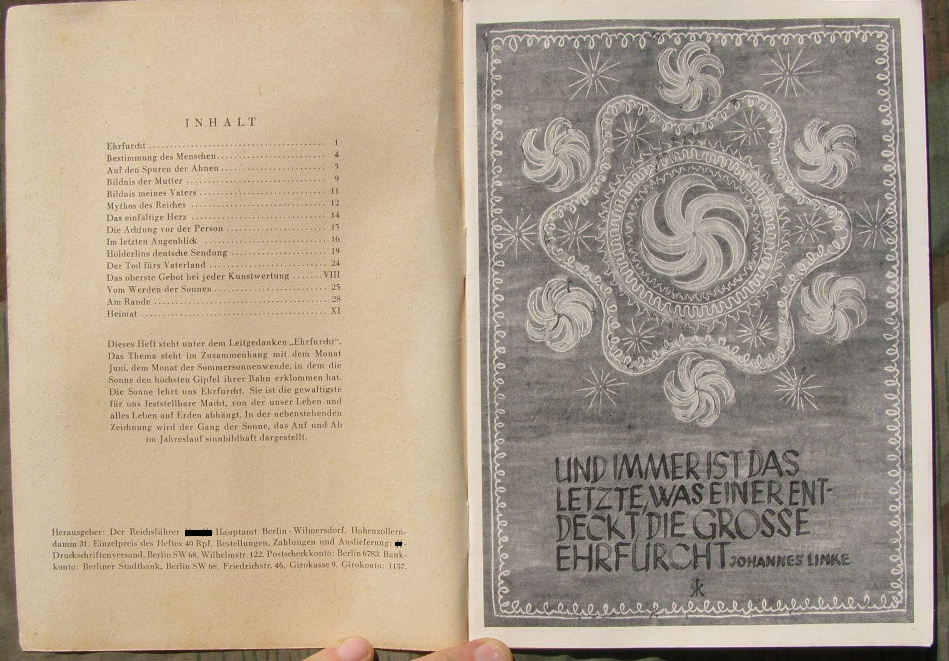 INHALT
Ehrfurcht 1
Bestimmung des Menschen 4
Auf den Spuren der Ahnen 5
Bildnis der Mutter 9
Bildnis meines Vaters 11
Mythos des Reiches 12
Das einfältige Herz 14
Die Achtung vor der Person 15
Im letzten Augenblick 16
Hölderlins deutsche Sendung 19
Der Tod fürs Vaterland 24
Das oberste Gebot bei jeder Kunstwertung VIII
Vom Werden der Sonnen 25
Am Rande 28
Heimat XI
Dieses Heft steht unter dem Leitgedanken „Ehrfurcht“.
Das Thema steht im Zusammenhang mit dem Monat
Juni, dem Monat der Sommersonnenwende, in dem die
Sonne den höchsten Gipfel ihrer Bahn erklommen hat.
Die Sonne lehrt uns Ehrfurcht. Sie ist die gewaltigste
für uns feststellbare Macht, von der unser Leben und
alles Leben auf Erden abhängt. In der nebenstehenden
Zeichnung wird der Gang der Sonne, das Auf und Ab
im Jahreslauf sinnbildhaft dargestellt.
Herausgeber: Der Reichsführer Hauptamt Berlin-Wilmersdorf, Hohenzollern-
damm 31. Einzelpreis des Heftes 40 Rpf. Bestellungen, Zahlungen und Auslieferung:
Druckschriftenversand, Berlin SW 68, Wilhelmstr. 122. Postscheckkonto: Berlin 6783. Bank-
konto: Berliner Stadtbank, Berlin SW 68, Friedrichstr. 46, Girokasse 9, Girokonto: 1157.
UND IMMER IST DAS
LETZTE, WAS EINER ENT-
DECKT, DIE GROSSE
EHRFURCHT JOHANNES LINKE